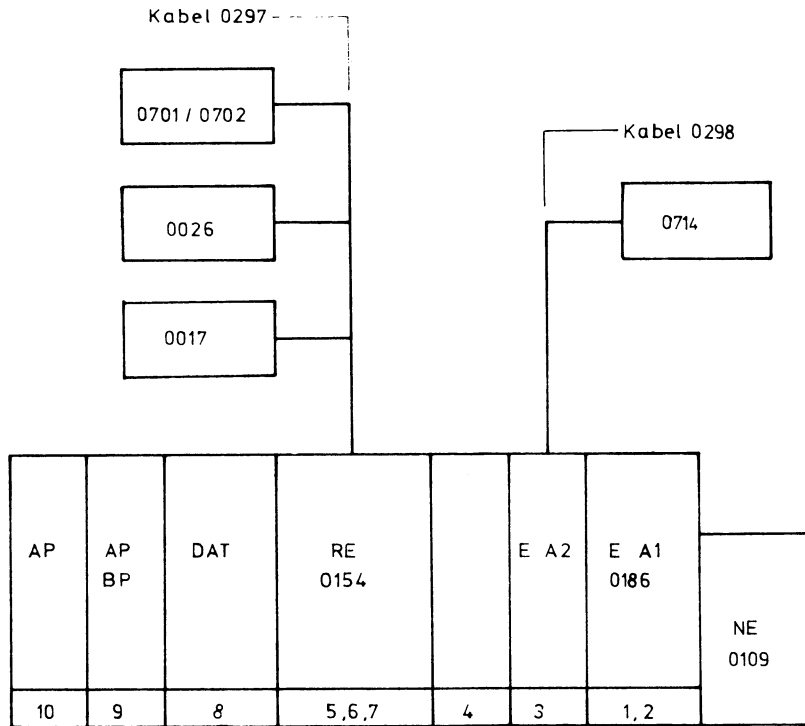 Kabel 0297
0701 / 0702
Kabel 0298
0026
0714
0017
AP
AP
BP
DAT
RE
0154
E A2
E A1
0186
NE
0109
10
9
8
5,6,7
4
3
1,2